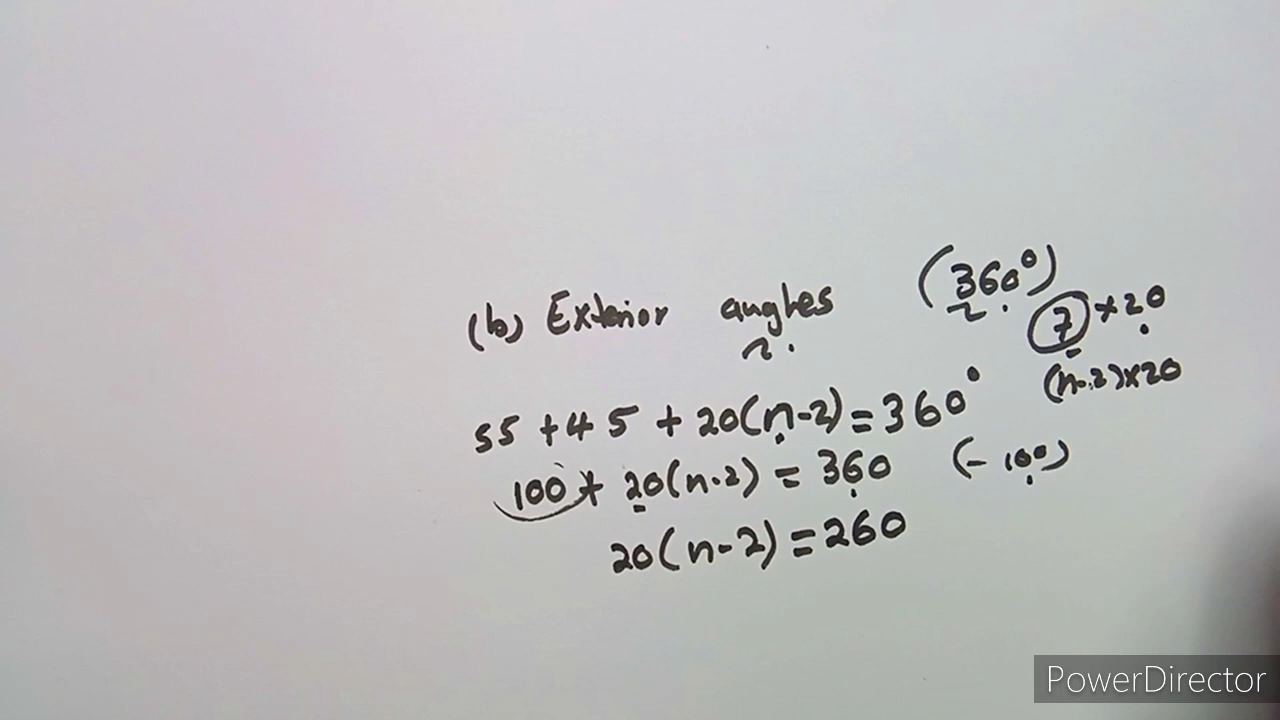 (b) Exterior angles (360°)
7 × 20
(n-2)×20
55 + 45 + 20(n-2) = 360°
100 + 20(n-2) = 360 (- 100)
20(n-2) = 260
PowerDirector